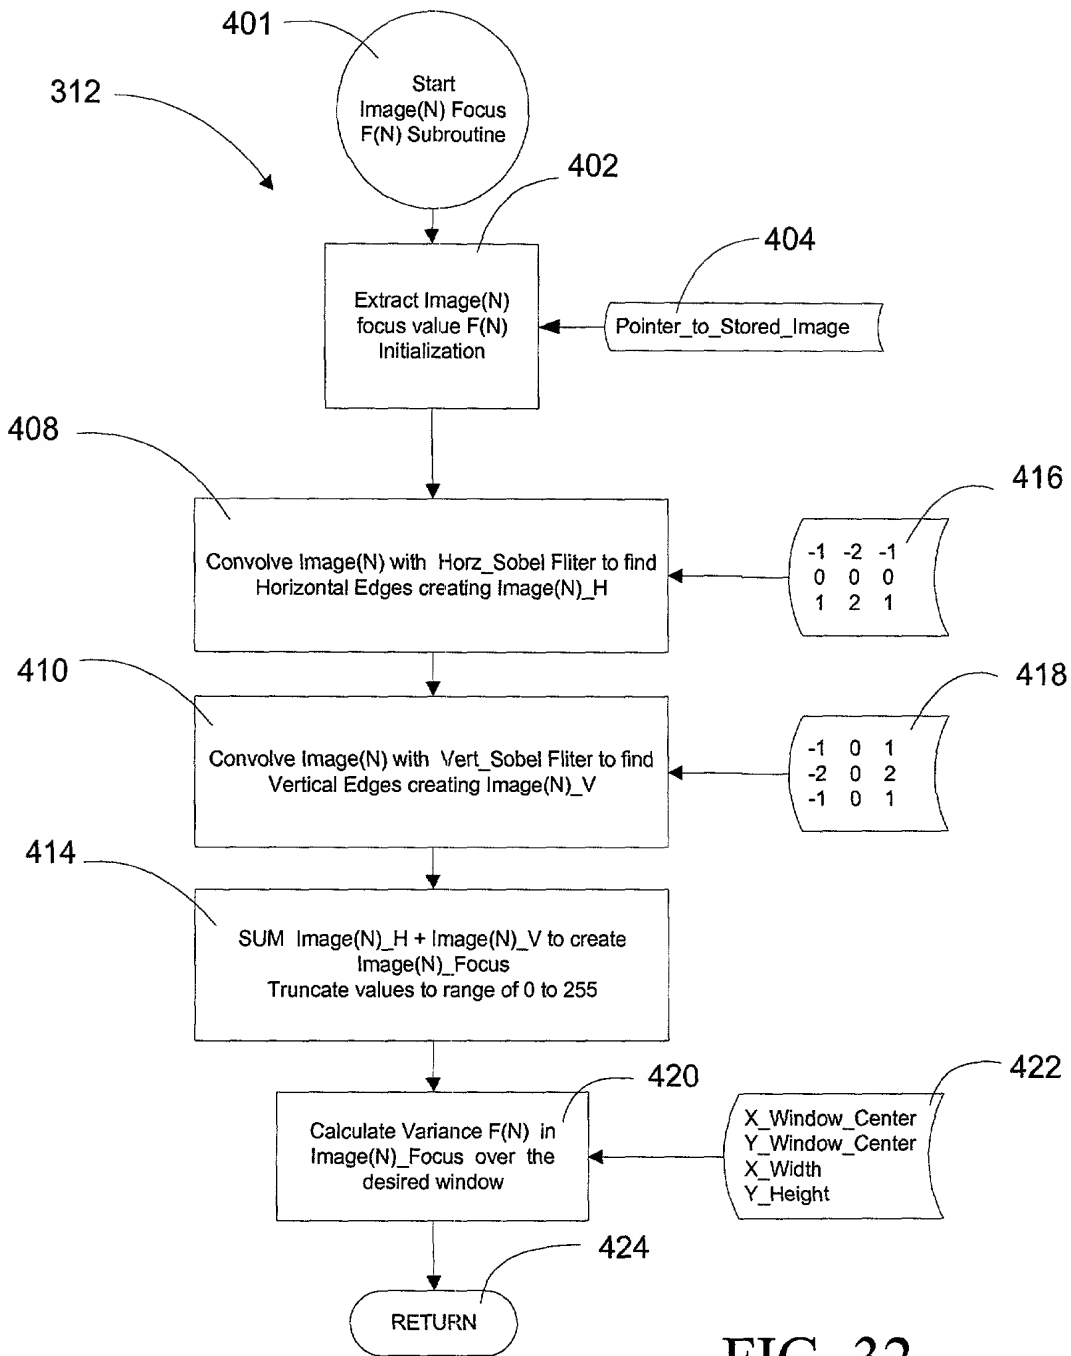 401
Start
Image(N) Focus
F(N) Subroutine
312
402
Extract Image(N)
focus value F(N)
Initialization
404
Pointer_to_Stored_Image
408
Convolve Image(N) with Horz_Sobel Fliter to find
Horizontal Edges creating Image(N)_H
416
-1 -2 -1
0 0 0
1 2 1
410
Convolve Image(N) with Vert_Sobel Fliter to find
Vertical Edges creating Image(N)_V
418
-1 0 1
-2 0 2
-1 0 1
414
SUM Image(N)_H + Image(N)_V to create
Image(N)_Focus
Truncate values to range of 0 to 255
420
Calculate Variance F(N) in
Image(N)_Focus over the
desired window
422
X_Window_Center
Y_Window_Center
X_Width
Y_Height
424
RETURN
FIG. 32